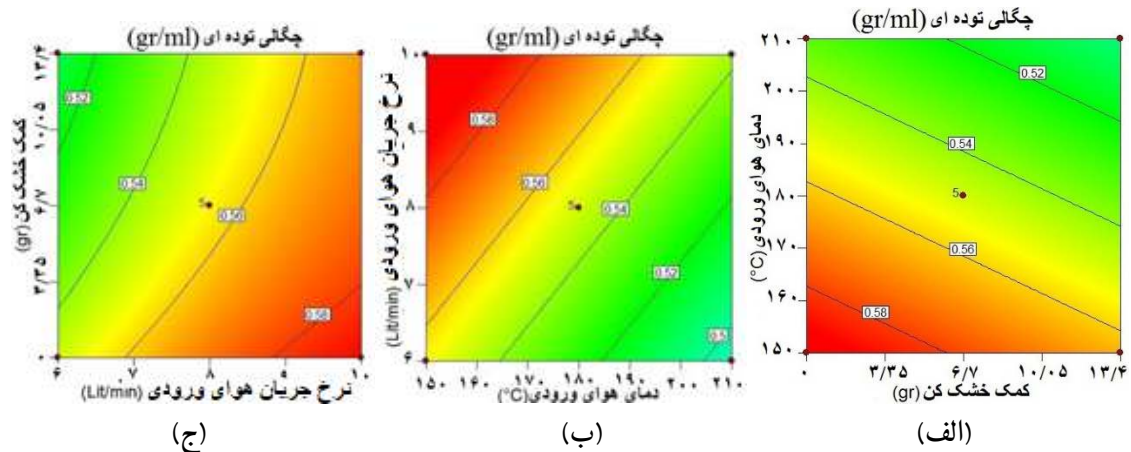 چگالی توده ای (gr/ml)
۲۱۰
۲۰۰
۱۹۰
۱۸۰
۱۷۰
۱۶۰
۱۵۰
دمای هوای ورودی (°C)
0.52
0.54
5
0.56
0.58
۰ ۳/۳۵ ۶/۷ ۱۰/۰۵ ۱۳/۴
کمک خشک کن (gr)
(الف)
چگالی توده ای (gr/ml)
۱۰
۹
۸
۷
۶
نرخ جریان هوای ورودی (Lit/min)
0.58
0.56
5
0.54
0.52
0.5
۱۵۰ ۱۶۰ ۱۷۰ ۱۸۰ ۱۹۰ ۲۰۰ ۲۱۰
دمای هوای ورودی (°C)
(ب)
چگالی توده ای (gr/ml)
۱۳/۴
۱۰/۰۵
۶/۷
۳/۳۵
۰
کمک خشک کن (gr)
0.52
0.54
5
0.56
0.58
۶ ۷ ۸ ۹ ۱۰
نرخ جریان هوای ورودی (Lit/min)
(ج)